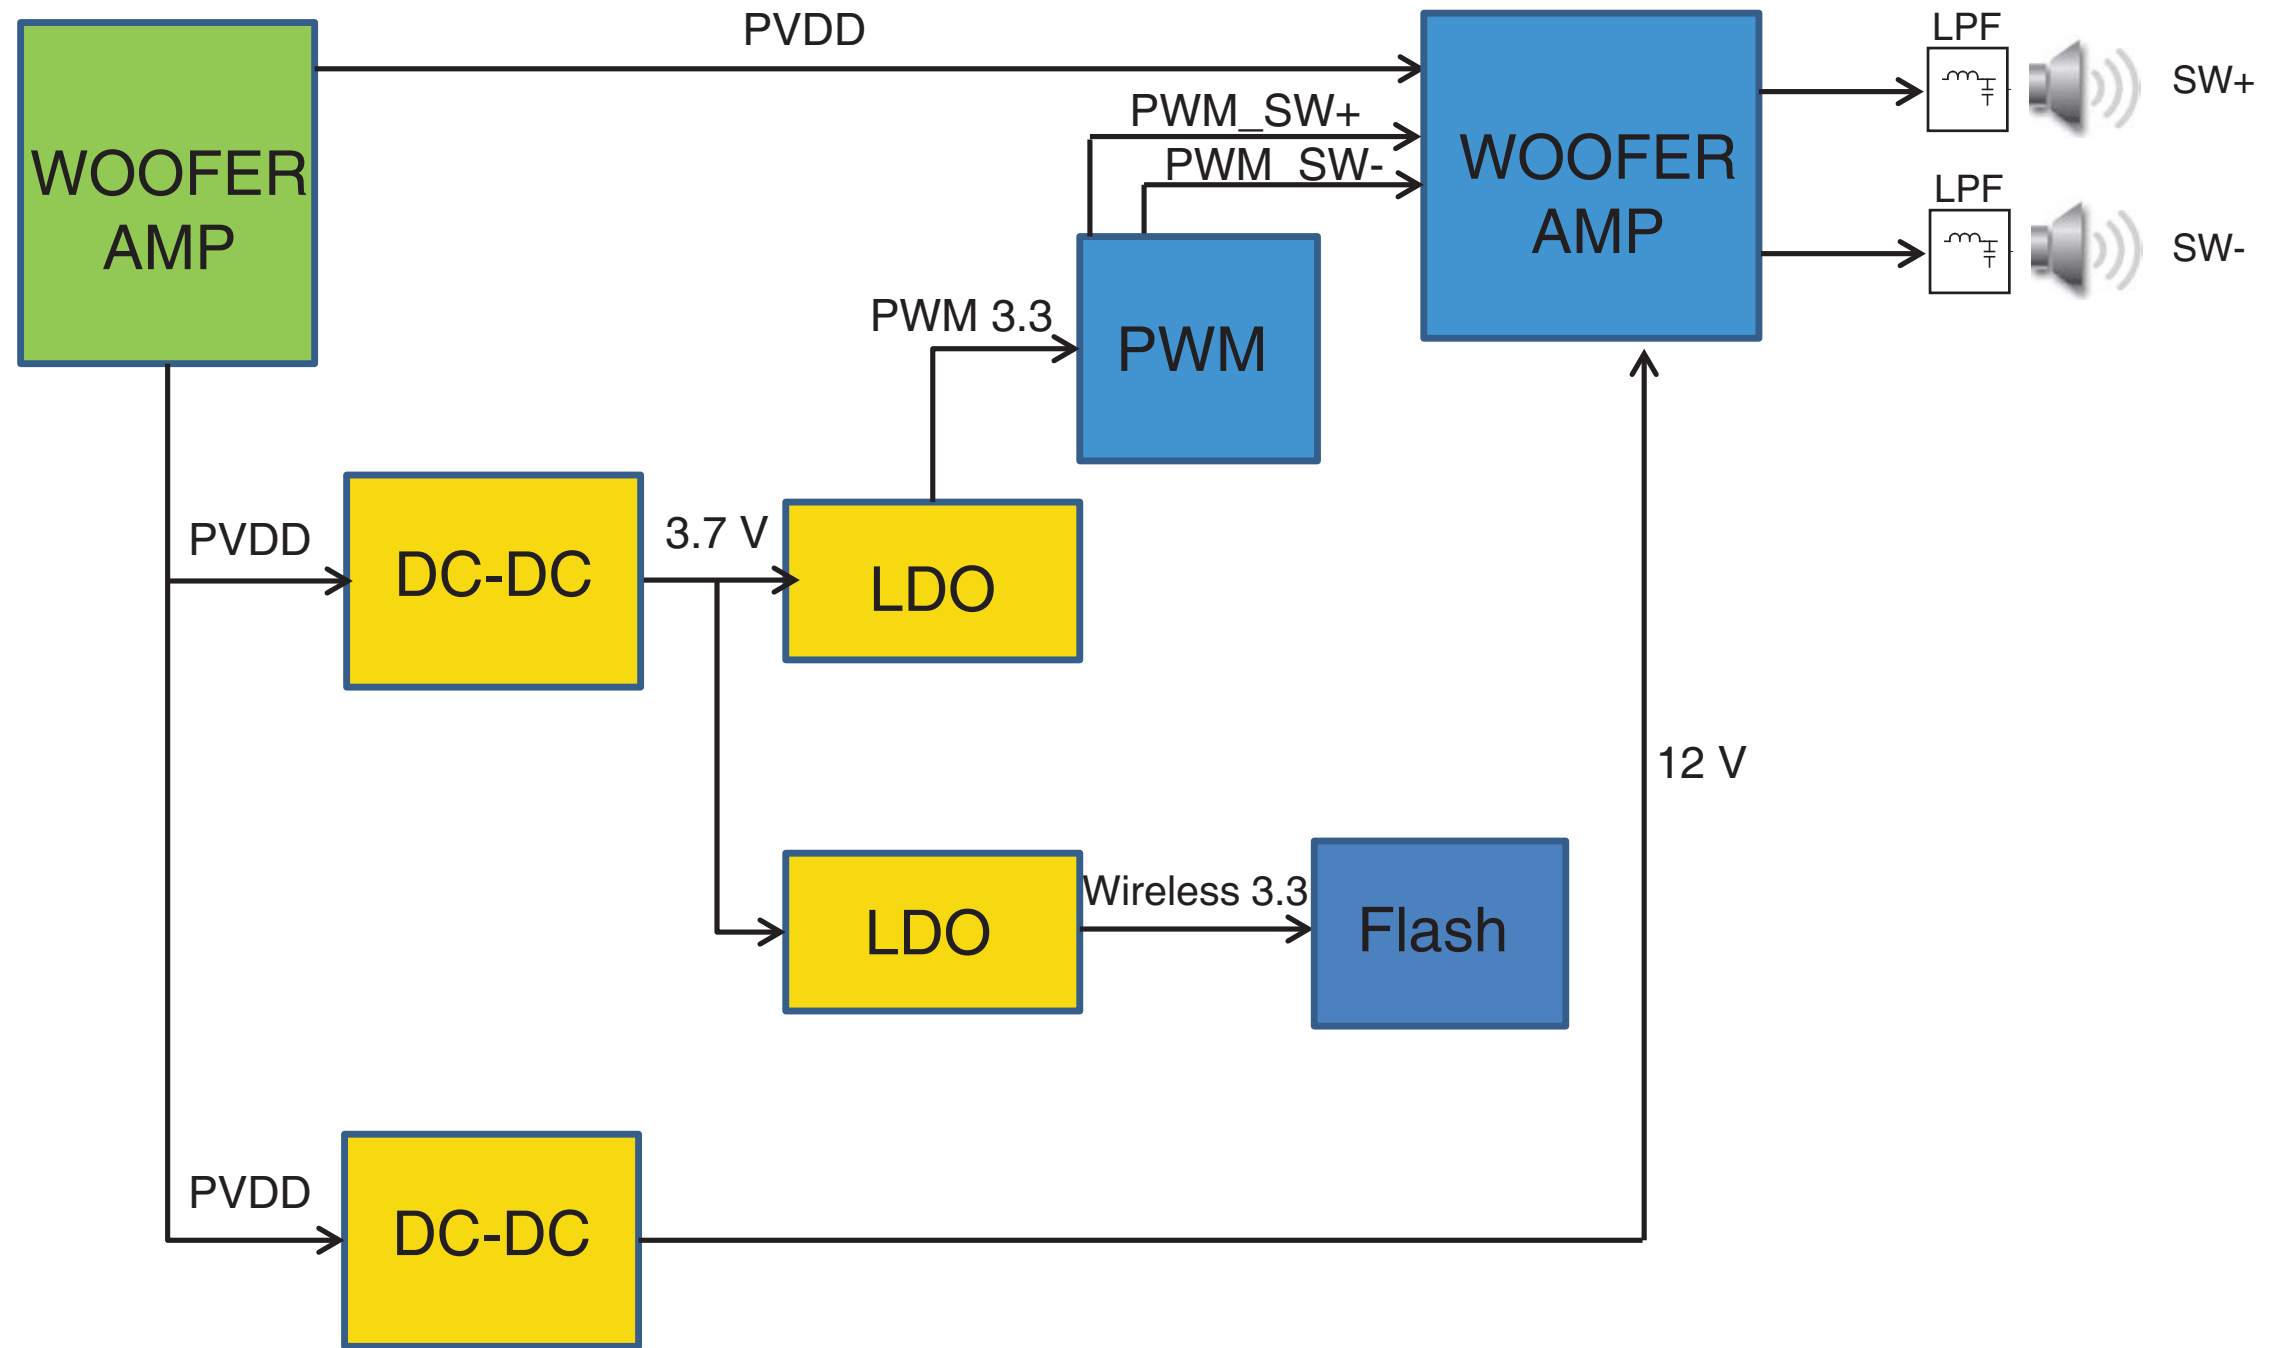 PVDD
LPF
SW+
WOOFER
AMP
PWM_SW+
PWM_SW-
WOOFER
AMP
LPF
SW-
PWM 3.3
PWM
PVDD
DC-DC
3.7 V
LDO
12 V
LDO
Wireless 3.3
Flash
PVDD
DC-DC